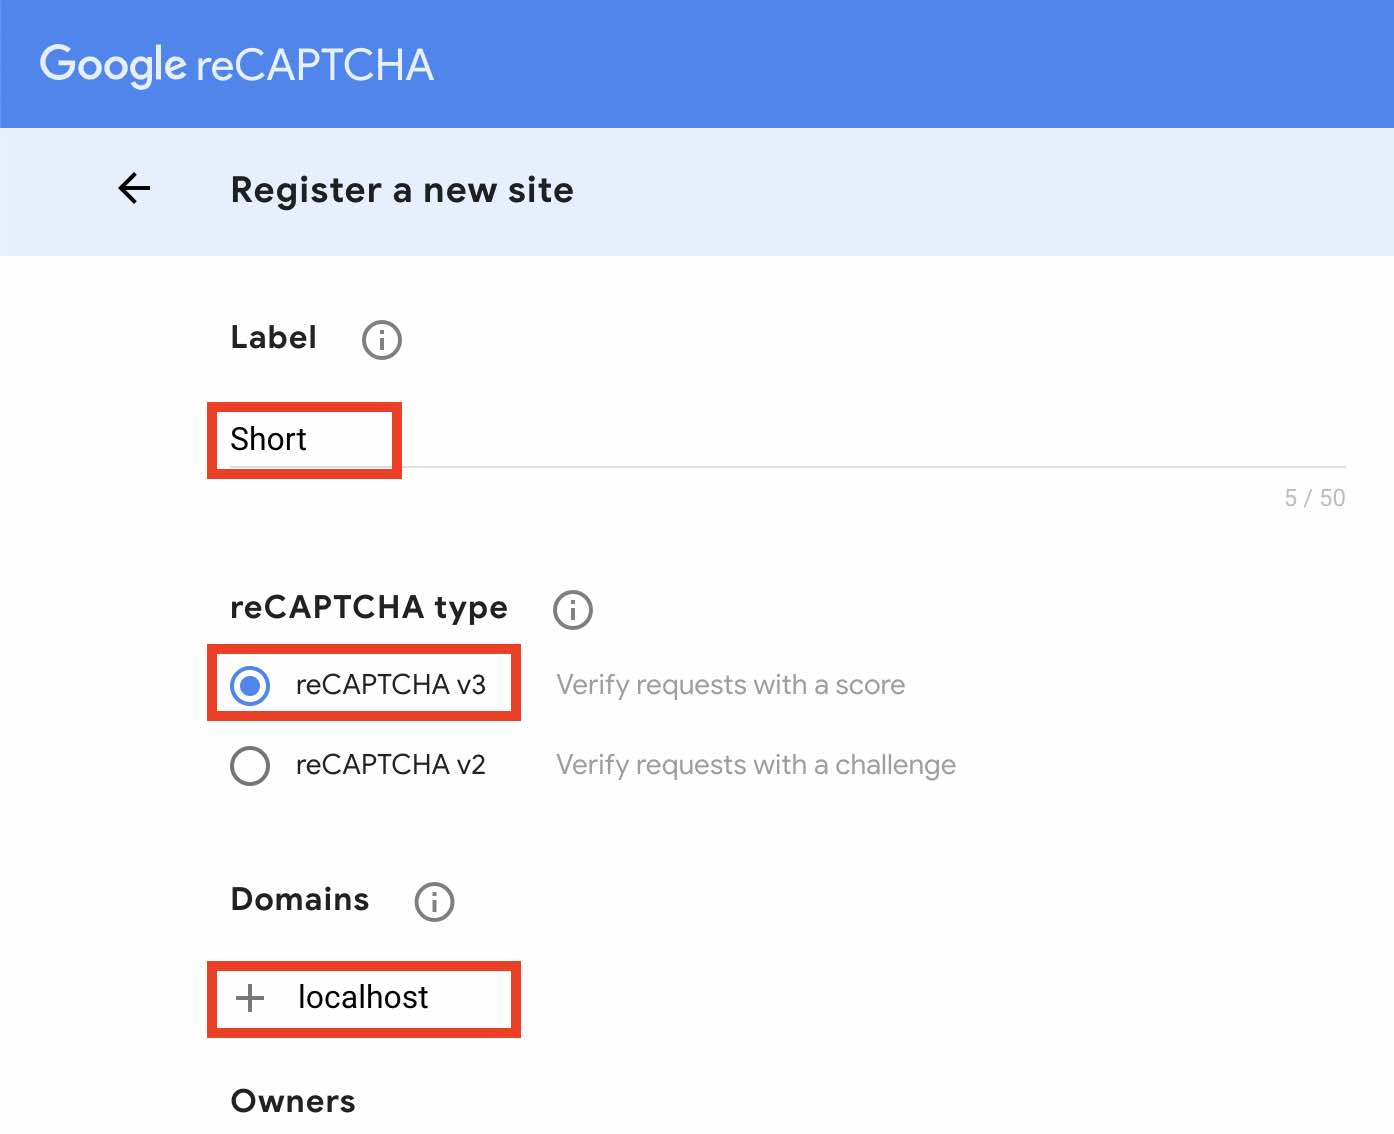 Google reCAPTCHA
Register a new site
Label
Short
5 / 50
reCAPTCHA type
reCAPTCHA v3 Verify requests with a score
reCAPTCHA v2 Verify requests with a challenge
Domains
localhost
Owners